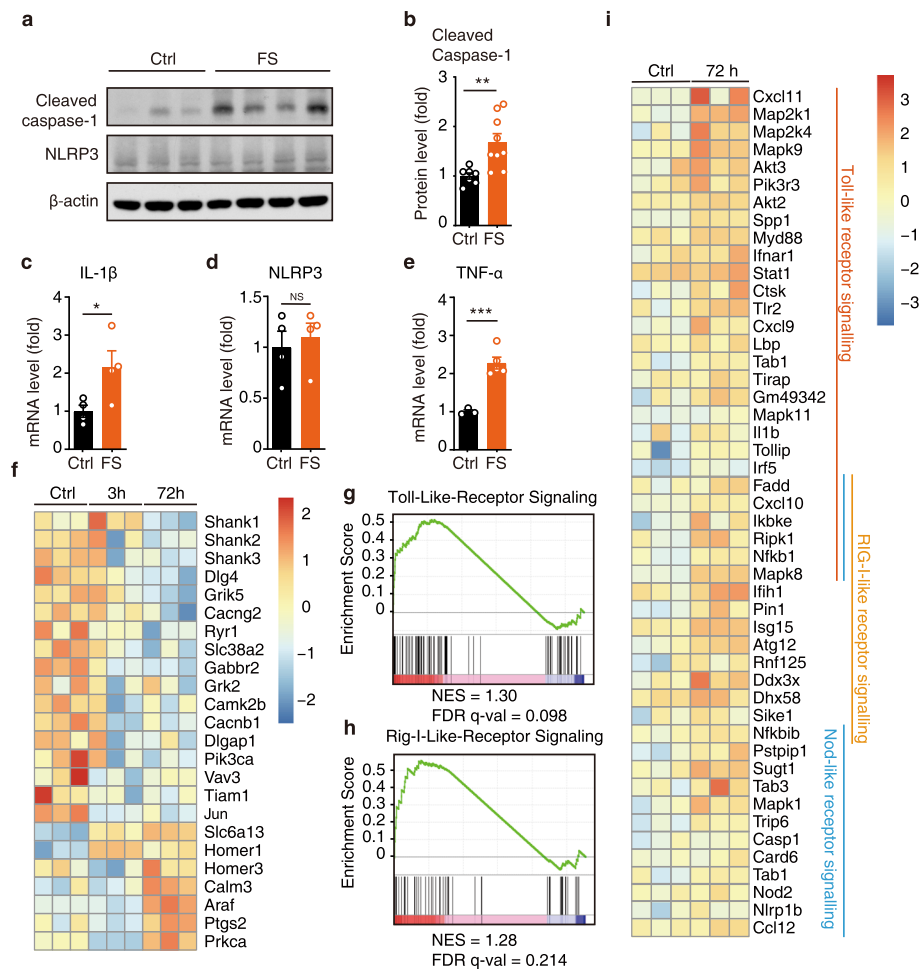 a
Ctrl FS
Cleaved
caspase-1
NLRP3
β-actin
b
Cleaved
Caspase-1
Protein level (fold)
3
2
1
0
**
Ctrl FS
c
IL-1β
mRNA level (fold)
4
3
2
1
0
*
Ctrl FS
d
NLRP3
mRNA level (fold)
1.5
1
0.5
0
NS
Ctrl FS
e
TNF-α
mRNA level (fold)
4
3
2
1
0
***
Ctrl FS
f
Ctrl 3h 72h
Shank1
Shank2
Shank3
Dlg4
Grik5
Cacng2
Ryr1
Slc38a2
Gabbr2
Grk2
Camk2b
Cacnb1
Dlgap1
Pik3ca
Vav3
Tiam1
Jun
Slc6a13
Homer1
Homer3
Calm3
Araf
Ptgs2
Prkca
2
1
0
−1
−2
g
Toll-Like-Receptor Signaling
Enrichment Score
0.5
0.4
0.3
0.2
0.1
0
NES = 1.30
FDR q-val = 0.098
h
Rig-I-Like-Receptor Signaling
Enrichment Score
0.5
0.4
0.3
0.2
0.1
0
NES = 1.28
FDR q-val = 0.214
i
Ctrl 72 h
Cxcl11
Map2k1
Map2k4
Mapk9
Akt3
Pik3r3
Akt2
Spp1
Myd88
Ifnar1
Stat1
Ctsk
Tlr2
Cxcl9
Lbp
Tab1
Tirap
Gm49342
Mapk11
Il1b
Tollip
Irf5
Fadd
Cxcl10
Ikbke
Ripk1
Nfkb1
Mapk8
Ifih1
Pin1
Isg15
Atg12
Rnf125
Ddx3x
Dhx58
Sike1
Nfkbib
Pstpip1
Sugt1
Tab3
Mapk1
Trip6
Casp1
Card6
Tab1
Nod2
Nlrp1b
Ccl12
Toll-like receptor signalling
RIG-I-like receptor signalling
Nod-like receptor signalling
3
2
1
0
−1
−2
−3